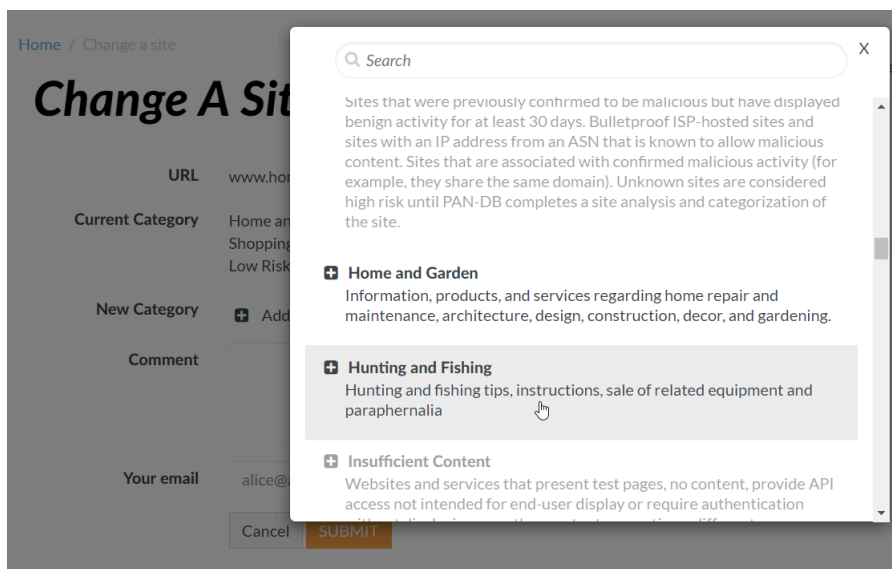 Home / Change a site
Change A Sit
URL
www.hor
Current Category
Home an
Shopping
Low Risk
New Category
Add
Comment
Your email
alice@a
Cancel
SUBMIT
X
Search
Sites that were previously confirmed to be malicious but have displayed
benign activity for at least 30 days. Bulletproof ISP-hosted sites and
sites with an IP address from an ASN that is known to allow malicious
content. Sites that are associated with confirmed malicious activity (for
example, they share the same domain). Unknown sites are considered
high risk until PAN-DB completes a site analysis and categorization of
the site.
Home and Garden
Information, products, and services regarding home repair and
maintenance, architecture, design, construction, decor, and gardening.
Hunting and Fishing
Hunting and fishing tips, instructions, sale of related equipment and
paraphernalia
Insufficient Content
Websites and services that present test pages, no content, provide API
access not intended for end-user display or require authentication